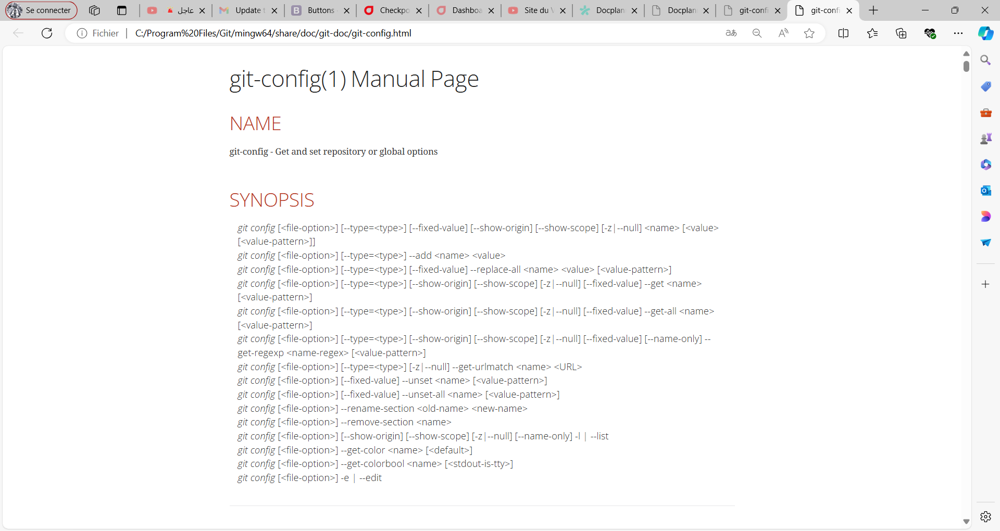 Se connecter
عاجل
Update t
Buttons
Checkpo
Dashboa
Site du V
Docplan
Docplan
git-confi
git-confi
Fichier
C:/Program%20Files/Git/mingw64/share/doc/git-doc/git-config.html
git-config(1) Manual Page
NAME
git-config - Get and set repository or global options
SYNOPSIS
git config [<file-option>] [--type=<type>] [--fixed-value] [--show-origin] [--show-scope] [-z|--null] <name> [<value>
[<value-pattern>]]
git config [<file-option>] [--type=<type>] --add <name> <value>
git config [<file-option>] [--type=<type>] [--fixed-value] --replace-all <name> <value> [<value-pattern>]
git config [<file-option>] [--type=<type>] [--show-origin] [--show-scope] [-z|--null] [--fixed-value] --get <name>
[<value-pattern>]
git config [<file-option>] [--type=<type>] [--show-origin] [--show-scope] [-z|--null] [--fixed-value] --get-all <name>
[<value-pattern>]
git config [<file-option>] [--type=<type>] [--show-origin] [--show-scope] [-z|--null] [--fixed-value] [--name-only] --
get-regexp <name-regex> [<value-pattern>]
git config [<file-option>] [--type=<type>] [-z|--null] --get-urlmatch <name> <URL>
git config [<file-option>] [--fixed-value] --unset <name> [<value-pattern>]
git config [<file-option>] [--fixed-value] --unset-all <name> [<value-pattern>]
git config [<file-option>] --rename-section <old-name> <new-name>
git config [<file-option>] --remove-section <name>
git config [<file-option>] [--show-origin] [--show-scope] [-z|--null] [--name-only] -l | --list
git config [<file-option>] --get-color <name> [<default>]
git config [<file-option>] --get-colorbool <name> [<stdout-is-tty>]
git config [<file-option>] -e | --edit